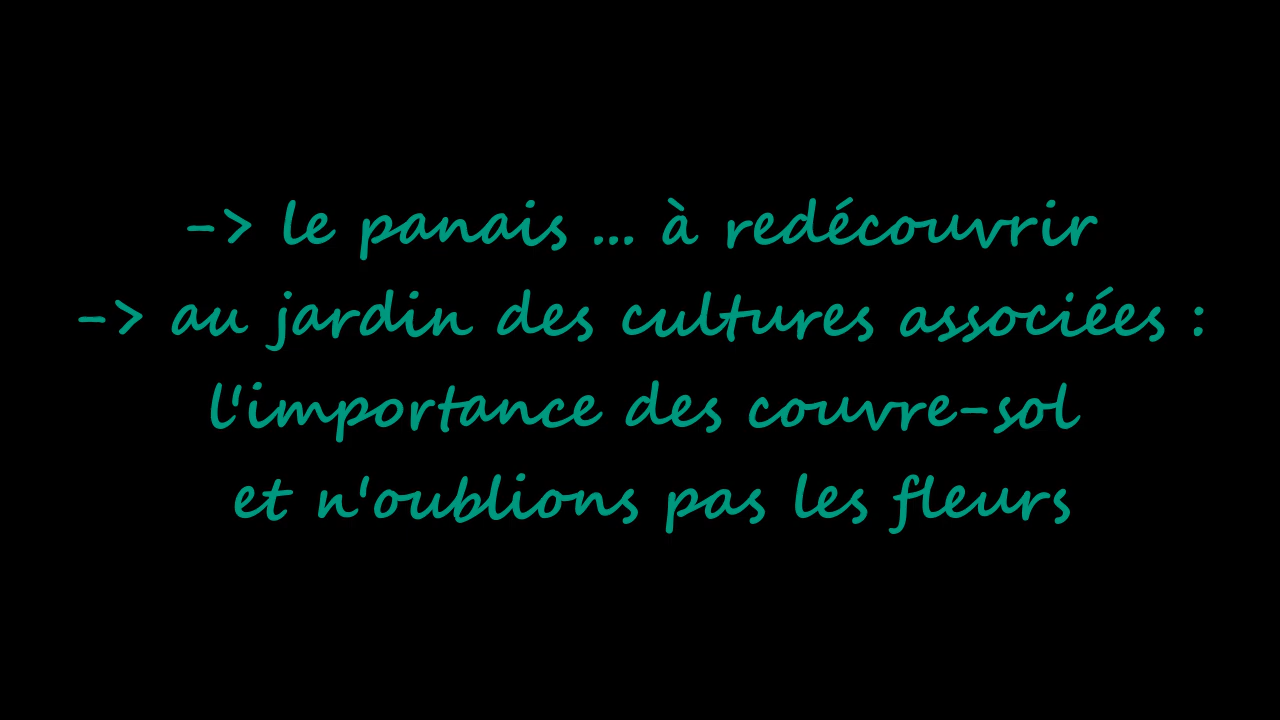 -> le panais ... à redécouvrir
-> au jardin des cultures associées :
l'importance des couvre-sol
et n'oublions pas les fleurs